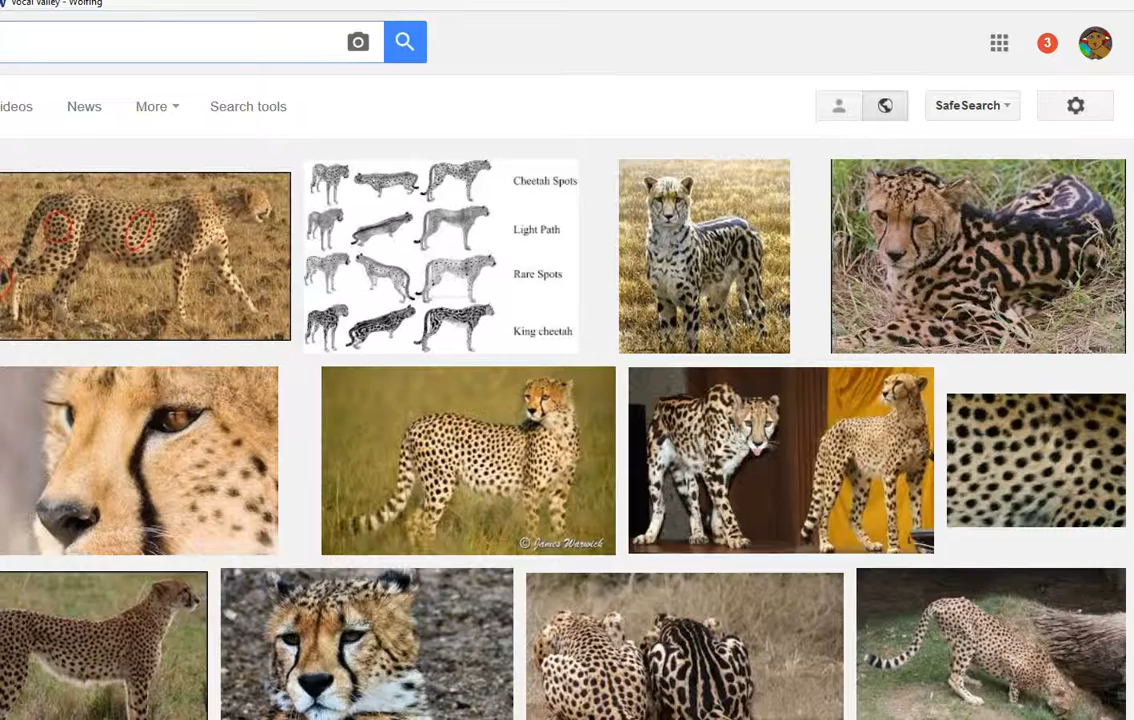 Vocal Valley - Wolfing
ideos News More Search tools
SafeSearch
3
Cheetah Spots
Light Path
Rare Spots
King cheetah
© James Warwick